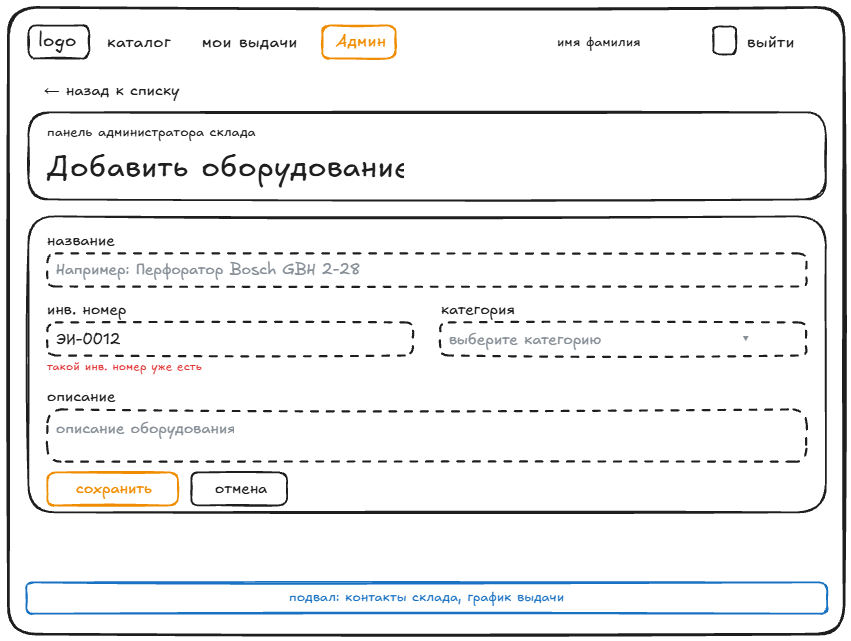 logo каталог мои выдачи Админ имя фамилия выйти
← назад к списку
панель администратора склада
Добавить оборудование
название
Например: Перфоратор Bosch GBH 2-28
инв. номер категория
ЭИ-0012 выберите категорию ▼
такой инв. номер уже есть
описание
описание оборудования
сохранить отмена
подвал: контакты склада, график выдачи